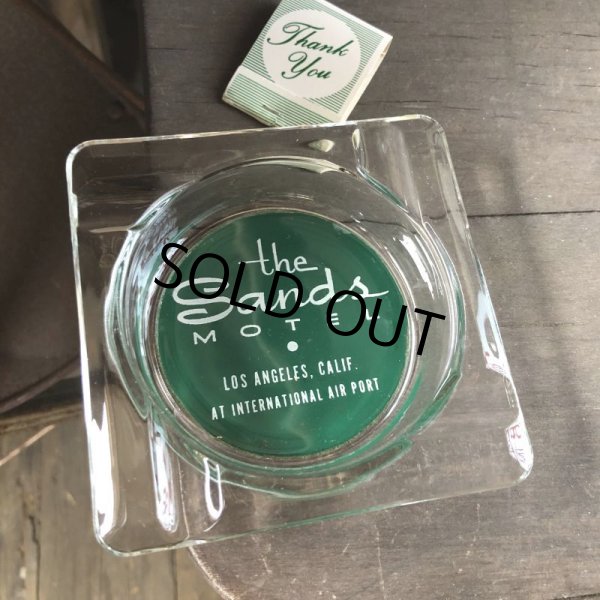 Thank
You
the
Sands
MOTEL
SOLD OUT
LOS ANGELES, CALIF.
AT INTERNATIONAL AIR PORT